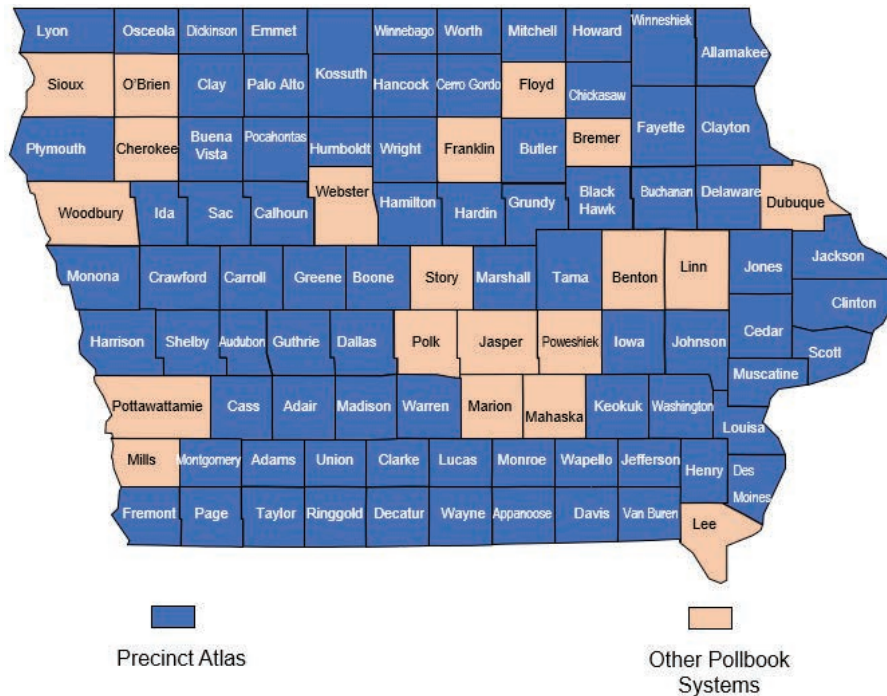 Lyon Osceola Dickinson Emmet Kossuth Winnebago Worth Mitchell Howard Winneshiek Allamakee
Sioux O'Brien Clay Palo Alto Hancock Cerro Gordo Floyd Chickasaw
Plymouth Cherokee Buena Vista Pocahontas Humboldt Wright Franklin Butler Bremer Fayette Clayton
Woodbury Ida Sac Calhoun Webster Hamilton Hardin Grundy Black Hawk Buchanan Delaware Dubuque
Monona Crawford Carroll Greene Boone Story Marshall Tama Benton Linn Jones Jackson
Clinton
Harrison Shelby Audubon Guthrie Dallas Polk Jasper Poweshiek Iowa Johnson Cedar Scott
Muscatine
Pottawattamie Cass Adair Madison Warren Marion Mahaska Keokuk Washington Louisa
Mills Montgomery Adams Union Clarke Lucas Monroe Wapello Jefferson Henry Des Moines
Fremont Page Taylor Ringgold Decatur Wayne Appanoose Davis Van Buren Lee
Precinct Atlas
Other Pollbook
Systems